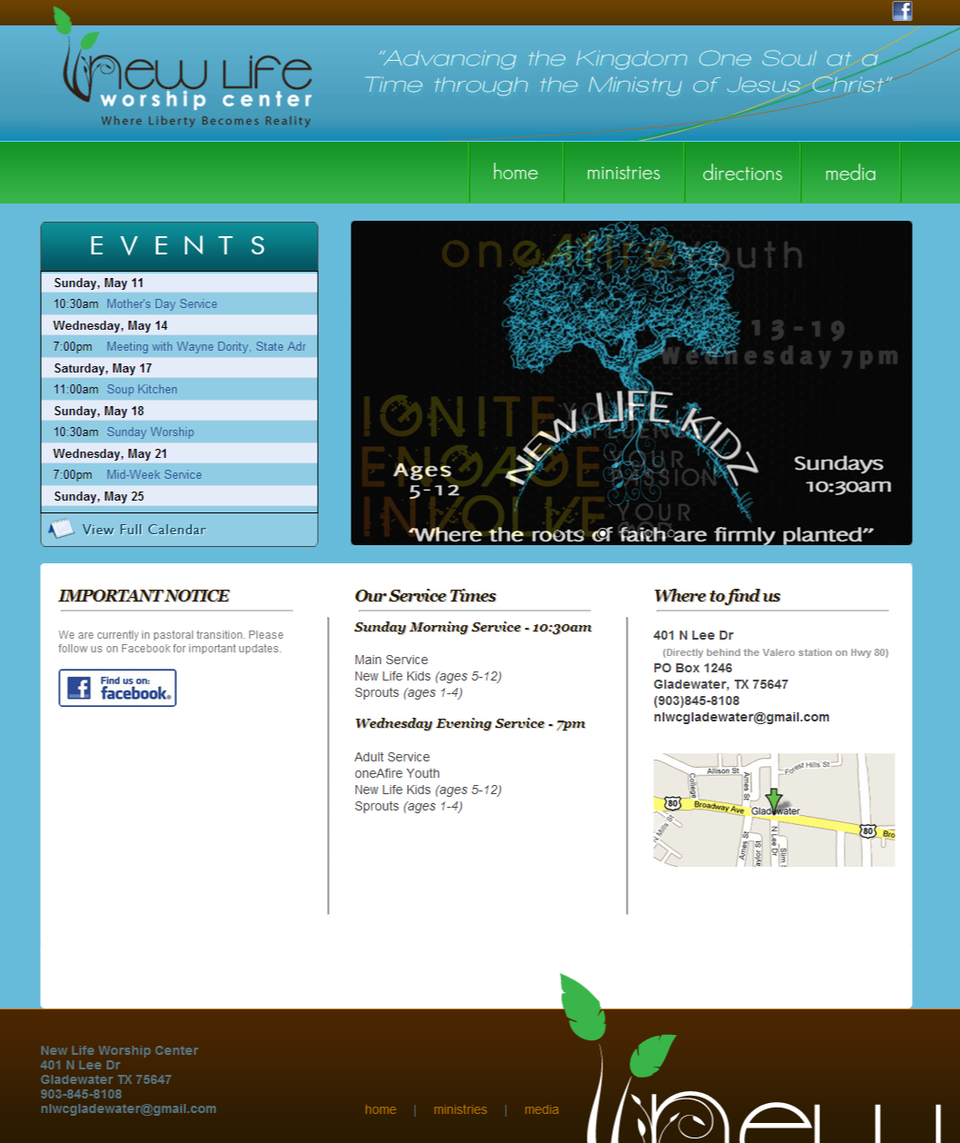 new life
worship center
Where Liberty Becomes Reality
"Advancing the Kingdom One Soul at a
Time through the Ministry of Jesus Christ"
home
ministries
directions
media
EVENTS
Sunday, May 11
10:30am Mother's Day Service
Wednesday, May 14
7:00pm Meeting with Wayne Dority, State Adr
Saturday, May 17
11:00am Soup Kitchen
Sunday, May 18
10:30am Sunday Worship
Wednesday, May 21
7:00pm Mid-Week Service
Sunday, May 25
View Full Calendar
oneAfire Youth
13-19
Wednesday 7pm
IGNITE YOUR
INFLUENCE
ENGAGE YOUR
PASSION
INVOLVE YOUR
NEW LIFE KIDZ
Ages
5-12
Sundays
10:30am
"Where the roots of faith are firmly planted"
IMPORTANT NOTICE
We are currently in pastoral transition. Please
follow us on Facebook for important updates.
Find us on:
facebook®
Our Service Times
Sunday Morning Service - 10:30am
Main Service
New Life Kids (ages 5-12)
Sprouts (ages 1-4)
Wednesday Evening Service - 7pm
Adult Service
oneAfire Youth
New Life Kids (ages 5-12)
Sprouts (ages 1-4)
Where to find us
401 N Lee Dr
(Directly behind the Valero station on Hwy 80)
PO Box 1246
Gladewater, TX 75647
(903)845-8108
nlwcgladewater@gmail.com
Allison St
Forest Hills St
College
Ames St
80
Broadway Ave
Gladewater
80
Bro
N Mills St
Ames St
N Lee Dr
New Life Worship Center
401 N Lee Dr
Gladewater TX 75647
903-845-8108
nlwcgladewater@gmail.com
home | ministries | media
new